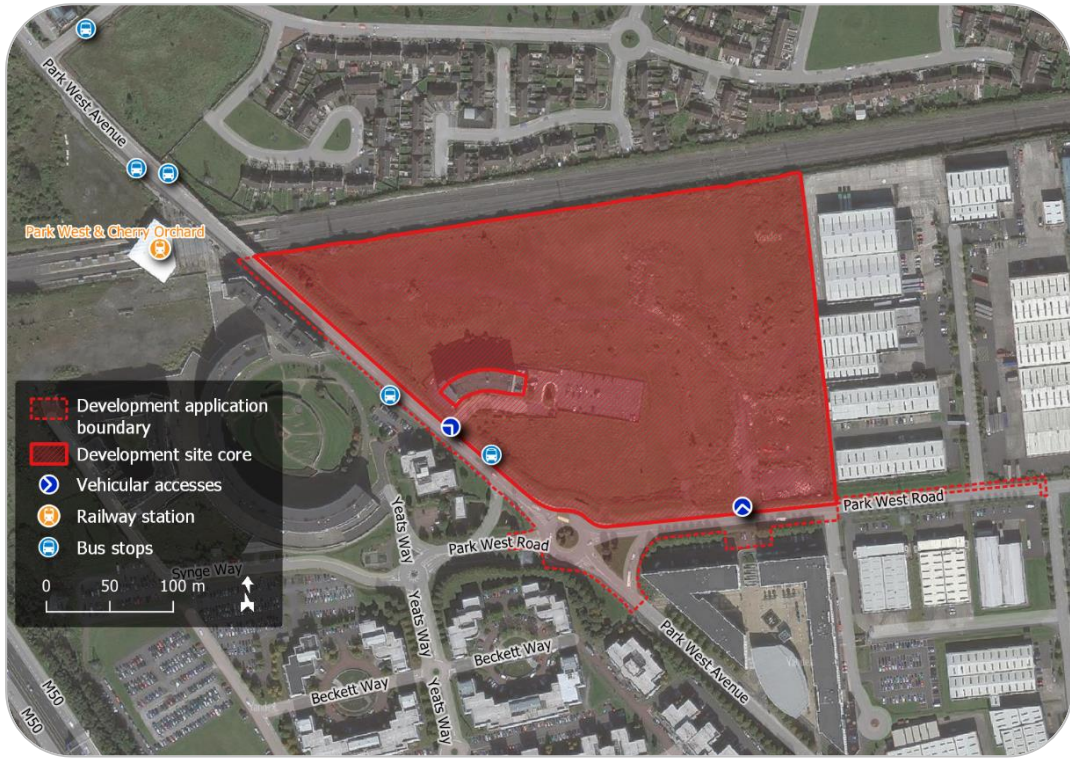 Park West Avenue
Park West & Cherry Orchard
Development application
boundary
Development site core
Vehicular accesses
Railway station
Bus stops
0 50 100 m
Synge Way
Yeats Way
Park West Road
Park West Road
Yeats Way
Beckett Way
Beckett Way
Yeats Way
Park West Avenue
M50
M50